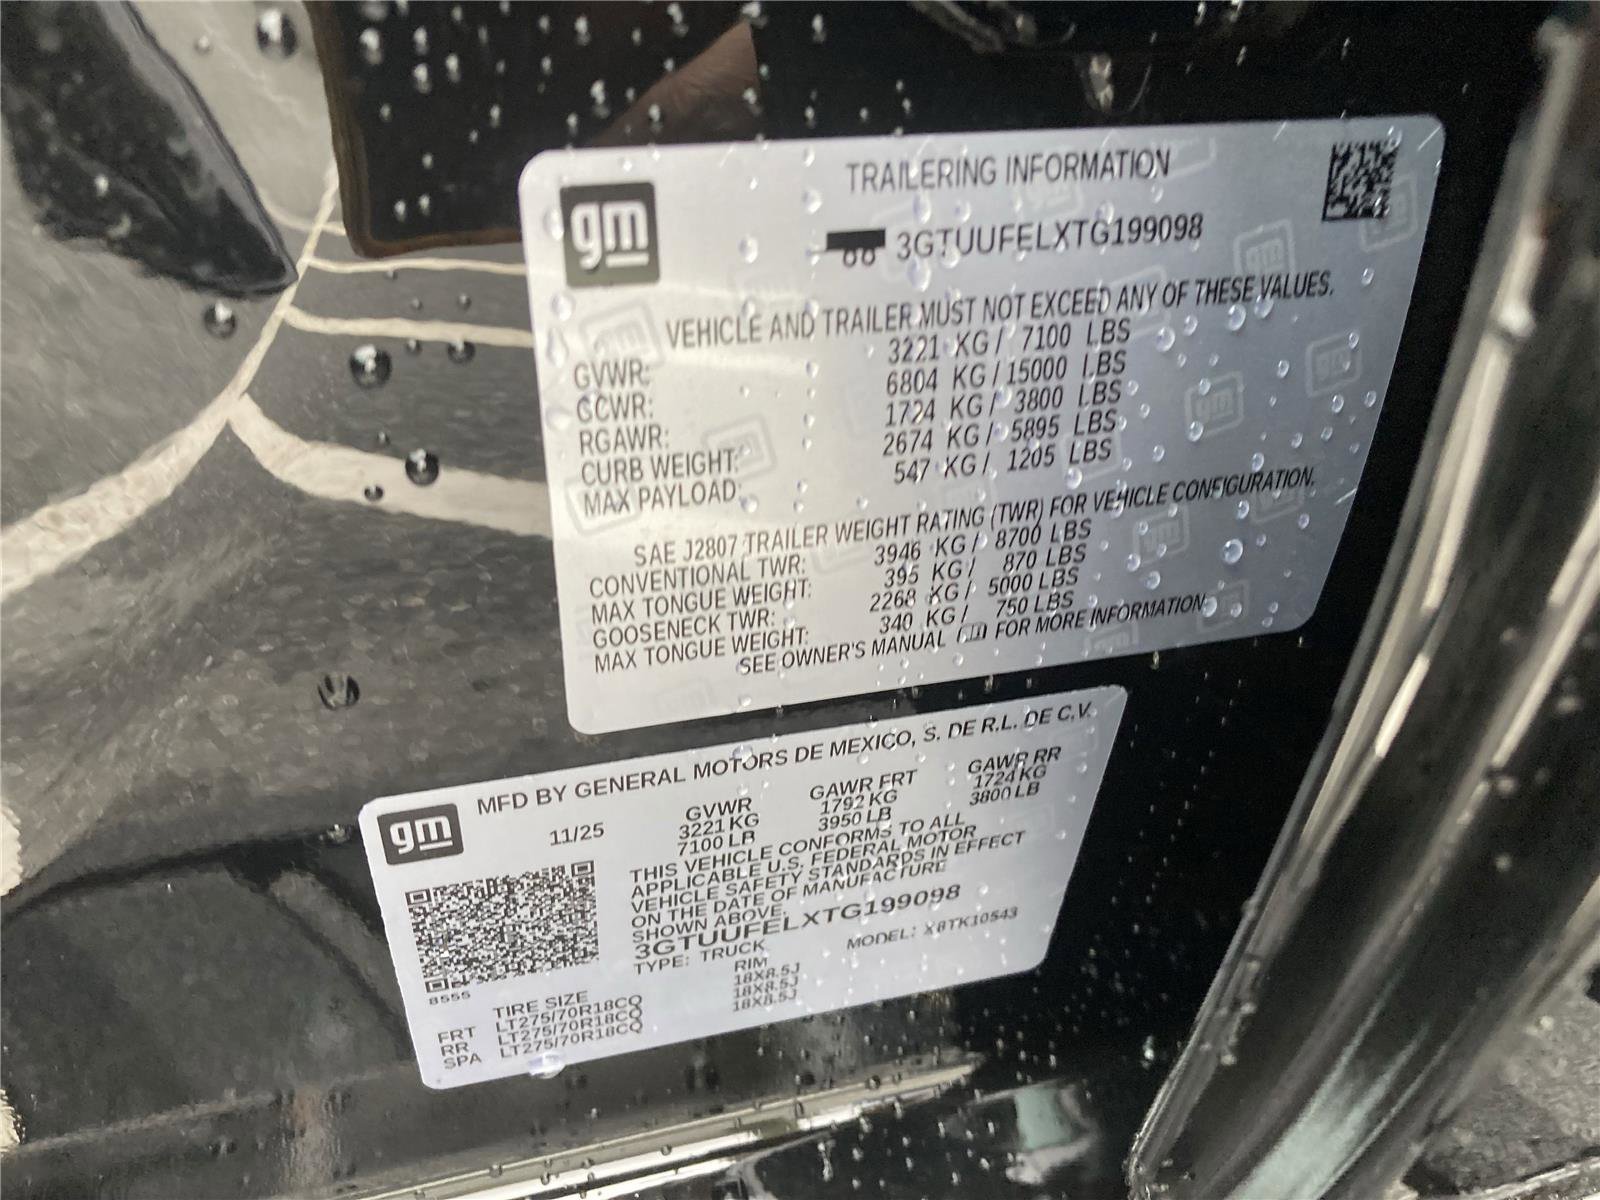 gm
TRAILERING INFORMATION
3GTUUFELXTG199098
VEHICLE AND TRAILER MUST NOT EXCEED ANY OF THESE VALUES.
GVWR: 3221 KG / 7100 LBS
GCWR: 6804 KG / 15000 LBS
RGAWR: 1724 KG / 3800 LBS
CURB WEIGHT: 2674 KG / 5895 LBS
MAX PAYLOAD: 547 KG / 1205 LBS
SAE J2807 TRAILER WEIGHT RATING (TWR) FOR VEHICLE CONFIGURATION.
CONVENTIONAL TWR: 3946 KG / 8700 LBS
MAX TONGUE WEIGHT: 395 KG / 870 LBS
GOOSENECK TWR: 2268 KG / 5000 LBS
MAX TONGUE WEIGHT: 340 KG / 750 LBS
SEE OWNER'S MANUAL FOR MORE INFORMATION.
gm
MFD BY GENERAL MOTORS DE MEXICO, S. DE R.L. DE C.V.
11/25 GVWR GAWR FRT GAWR RR
3221 KG 1792 KG 1724 KG
7100 LB 3950 LB 3800 LB
THIS VEHICLE CONFORMS TO ALL
APPLICABLE U.S. FEDERAL MOTOR
VEHICLE SAFETY STANDARDS IN EFFECT
ON THE DATE OF MANUFACTURE
SHOWN ABOVE.
3GTUUFELXTG199098
TYPE: TRUCK MODEL: X8TK10543
8555
TIRE SIZE RIM
FRT LT275/70R18CQ 18X8.5J
RR LT275/70R18CQ 18X8.5J
SPA LT275/70R18CQ 18X8.5J